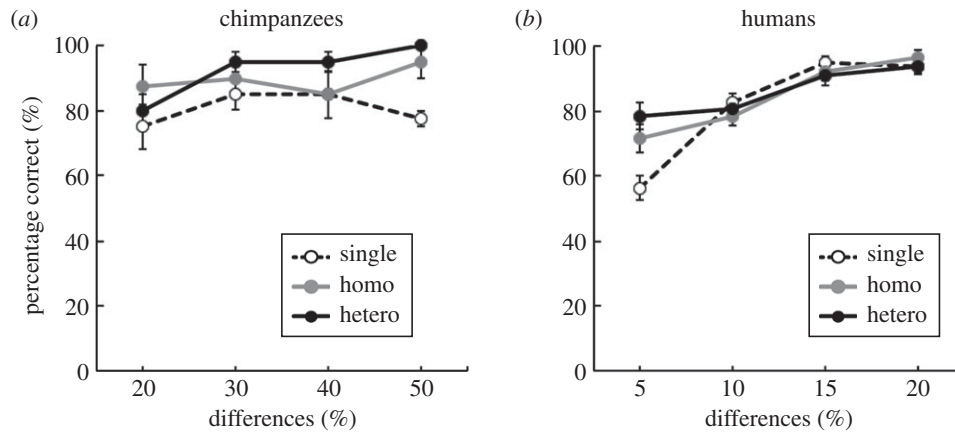 (a) chimpanzees
percentage correct (%)
100
80
60
40
20
0
single
homo
hetero
20 30 40 50
differences (%)
(b) humans
100
80
60
40
20
0
single
homo
hetero
5 10 15 20
differences (%)